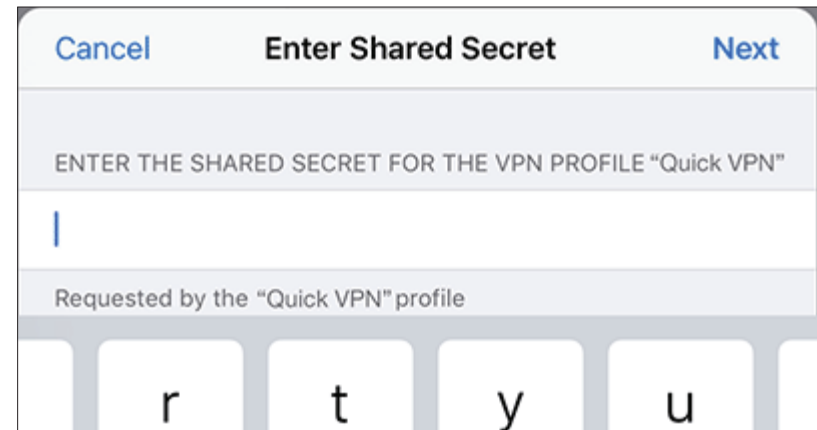 Cancel Enter Shared Secret Next
ENTER THE SHARED SECRET FOR THE VPN PROFILE “Quick VPN”
Requested by the “Quick VPN” profile
r t y u